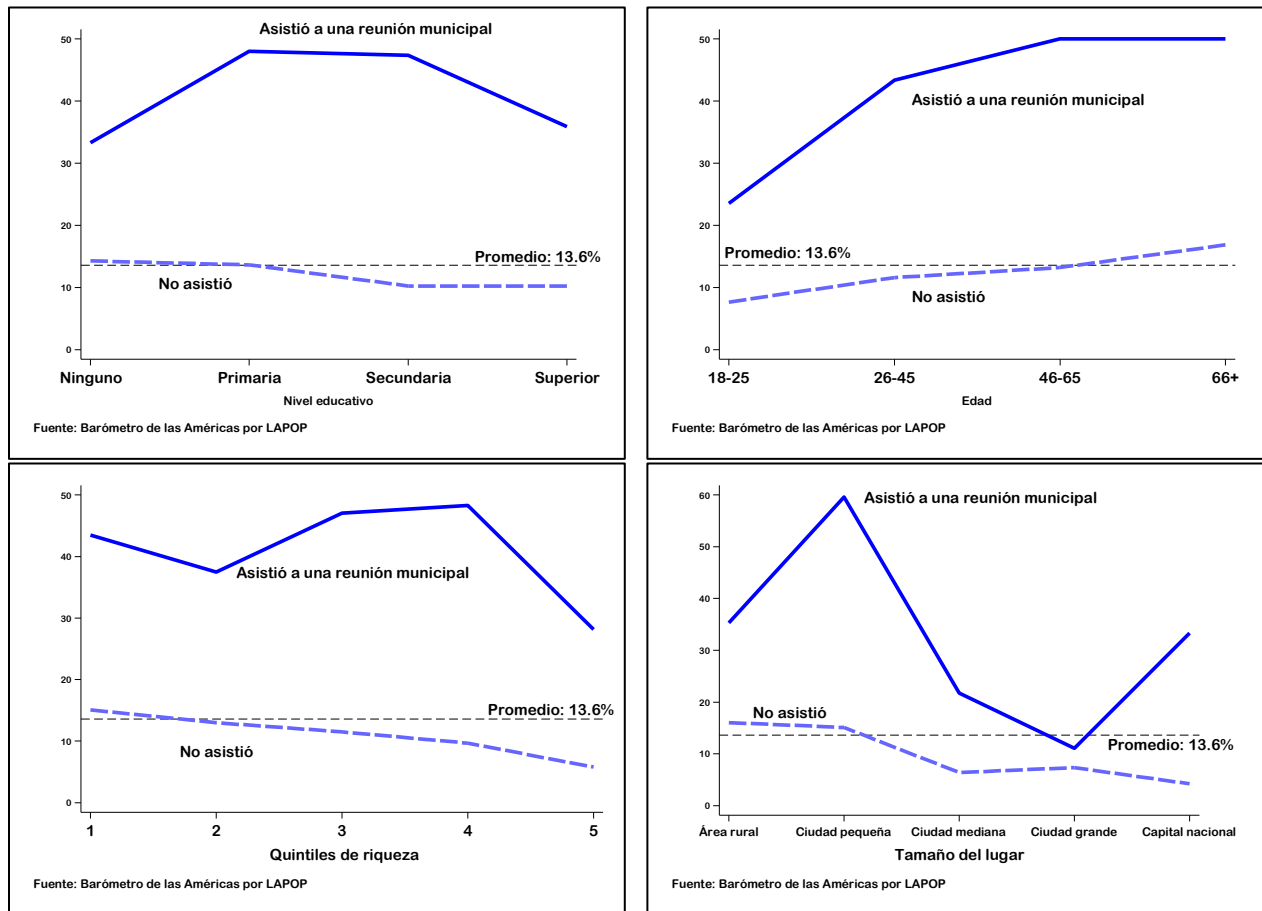 Asistió a una reunión municipal
50
40
30
20
10
0
Promedio: 13.6%
No asistió
Ninguno Primaria Secundaria Superior
Nivel educativo
Fuente: Barómetro de las Américas por LAPOP
50
40
30
20
10
0
Asistió a una reunión municipal
Promedio: 13.6%
No asistió
18-25 26-45 46-65 66+
Edad
Fuente: Barómetro de las Américas por LAPOP
50
40
30
20
10
0
Asistió a una reunión municipal
Promedio: 13.6%
No asistió
1 2 3 4 5
Quintiles de riqueza
Fuente: Barómetro de las Américas por LAPOP
60
50
40
30
20
10
0
Asistió a una reunión municipal
No asistió
Promedio: 13.6%
Área rural Ciudad pequeña Ciudad mediana Ciudad grande Capital nacional
Tamaño del lugar
Fuente: Barómetro de las Américas por LAPOP